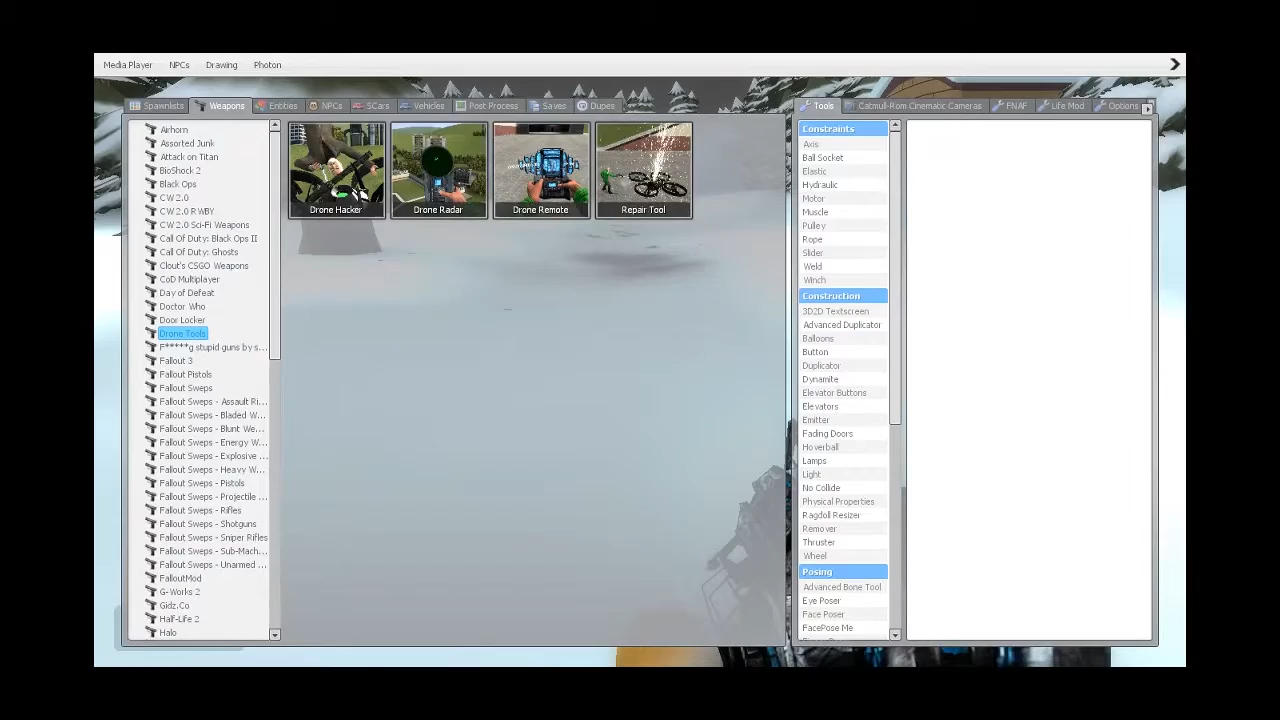 Media Player NPCs Drawing Photon
Spawnlists Weapons Entities NPCs SCars Vehicles Post Process Saves Dupes
Airhorn
Assorted Junk
Attack on Titan
BioShock 2
Black Ops
CW 2.0
CW 2.0 RWBY
CW 2.0 Sci-Fi Weapons
Call Of Duty: Black Ops II
Call Of Duty: Ghosts
Clout's CSGO Weapons
CoD Multiplayer
Day of Defeat
Doctor Who
Door Locker
Drone Tools
F*****g stupid guns by s...
Fallout 3
Fallout Pistols
Fallout Sweps
Fallout Sweps - Assault Ri...
Fallout Sweps - Bladed W...
Fallout Sweps - Blunt We...
Fallout Sweps - Energy W...
Fallout Sweps - Explosive ...
Fallout Sweps - Heavy W...
Fallout Sweps - Pistols
Fallout Sweps - Projectile ...
Fallout Sweps - Rifles
Fallout Sweps - Shotguns
Fallout Sweps - Sniper Rifles
Fallout Sweps - Sub-Mach...
Fallout Sweps - Unarmed ...
FalloutMod
G-Works 2
Gidz.Co
Half-Life 2
Halo
Drone Hacker
Drone Radar
Drone Remote
Repair Tool
Tools Catmull-Rom Cinematic Cameras FNAF Life Mod Options
Constraints
Axis
Ball Socket
Elastic
Hydraulic
Motor
Muscle
Pulley
Rope
Slider
Weld
Winch
Construction
3D2D Textscreen
Advanced Duplicator
Balloons
Button
Duplicator
Dynamite
Elevator Buttons
Elevators
Emitter
Fading Doors
Hoverball
Lamps
Light
No Collide
Physical Properties
Ragdoll Resizer
Remover
Thruster
Wheel
Posing
Advanced Bone Tool
Eye Poser
Face Poser
FacePose Me